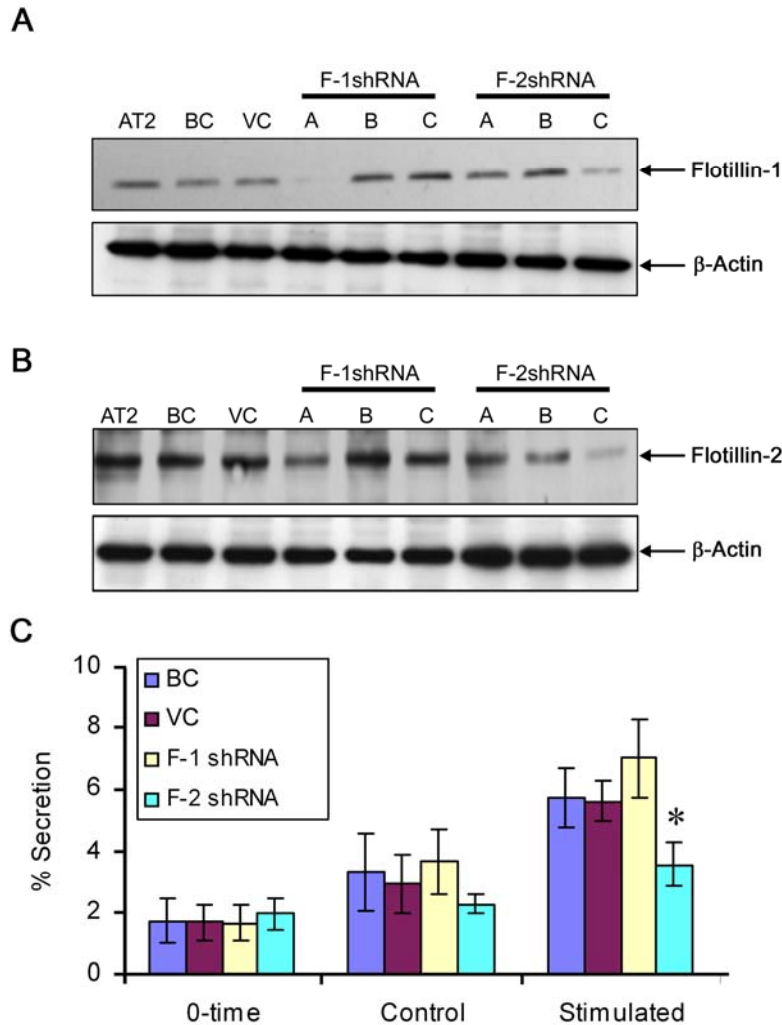 A
F-1shRNA F-2shRNA
AT2 BC VC A B C A B C
Flotillin-1
β-Actin
B
F-1shRNA F-2shRNA
AT2 BC VC A B C A B C
Flotillin-2
β-Actin
C
% Secretion
10
8
6
4
2
0
BC
VC
F-1 shRNA
F-2 shRNA
*
0-time Control Stimulated